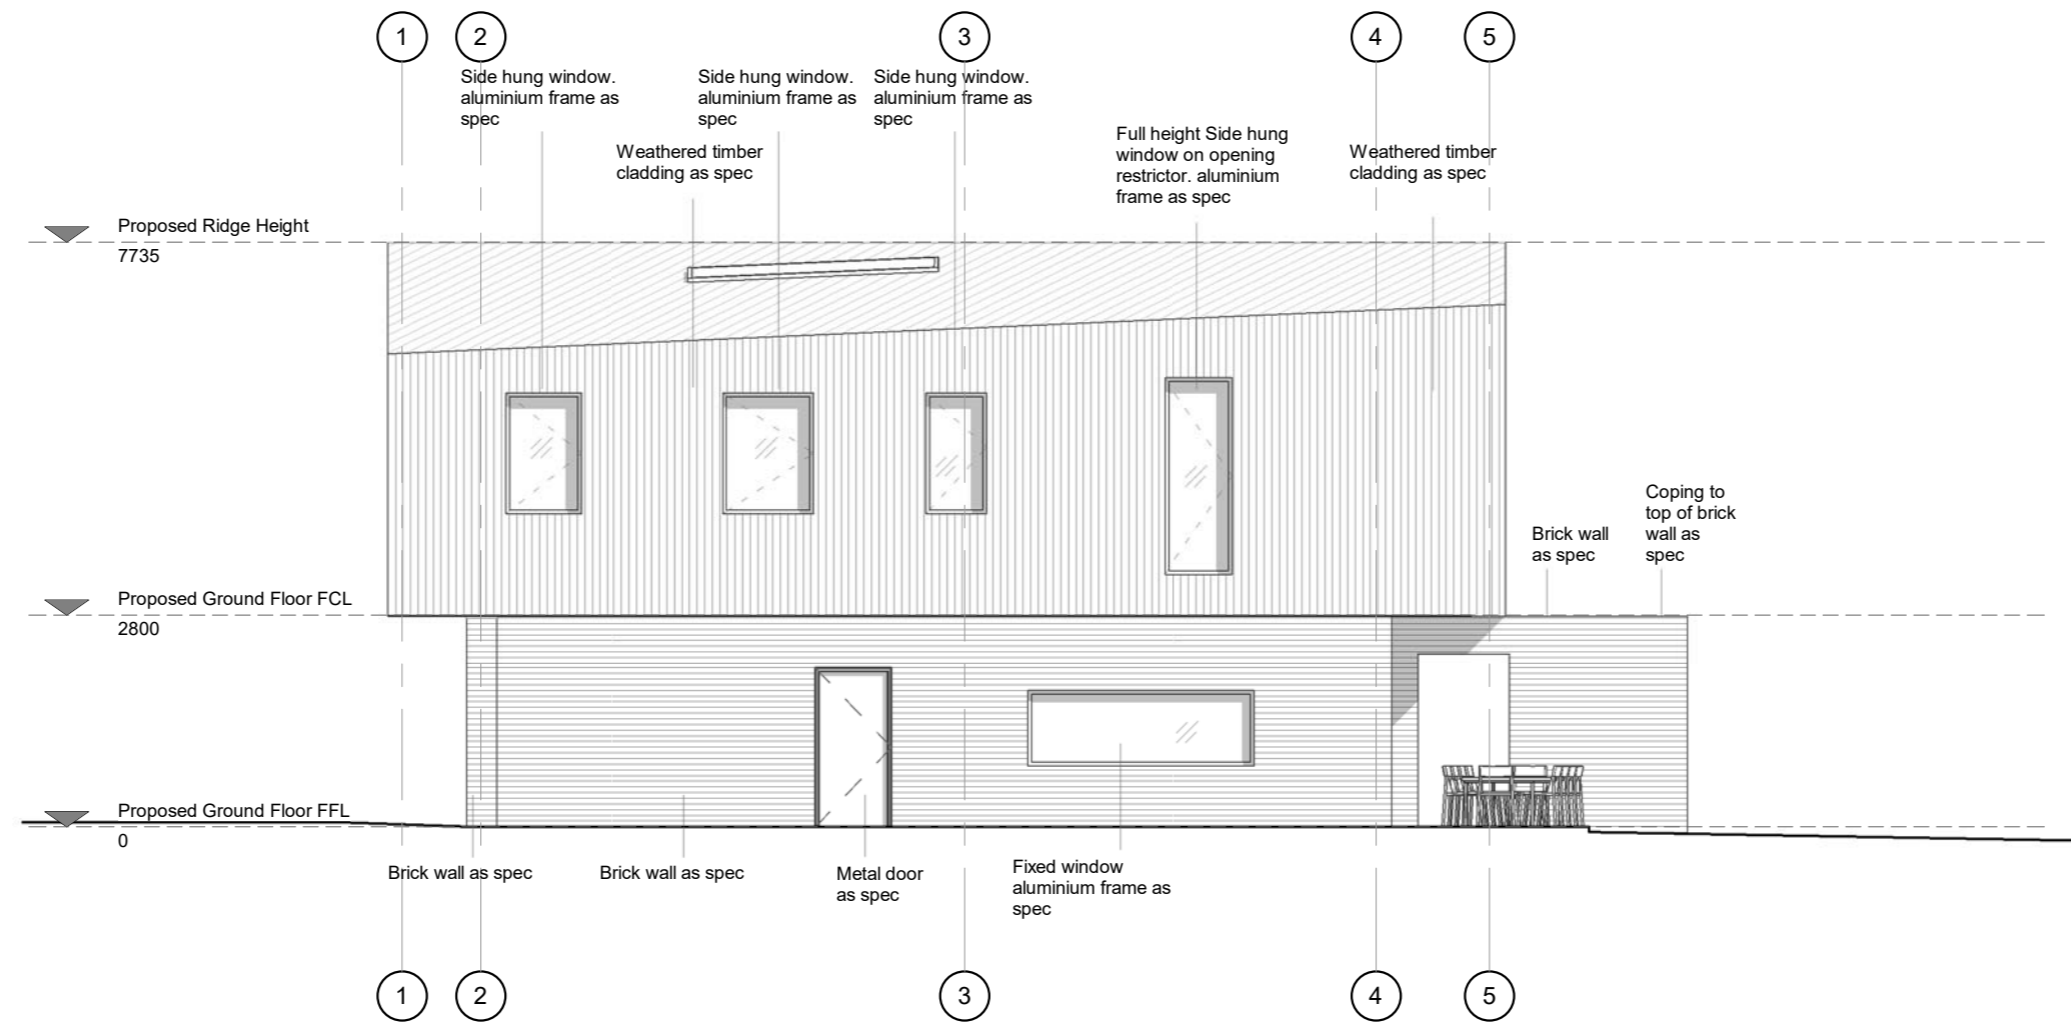 1
2
3
4
5
Side hung window.
aluminium frame as
spec
Side hung window.
aluminium frame as
spec
Side hung window.
aluminium frame as
spec
Weathered timber
cladding as spec
Full height Side hung
window on opening
restrictor. aluminium
frame as spec
Weathered timber
cladding as spec
Proposed Ridge Height
7735
Coping to
top of brick
wall as
spec
Brick wall
as spec
Proposed Ground Floor FCL
2800
Proposed Ground Floor FFL
0
Brick wall as spec
Brick wall as spec
Metal door
as spec
Fixed window
aluminium frame as
spec
1
2
3
4
5